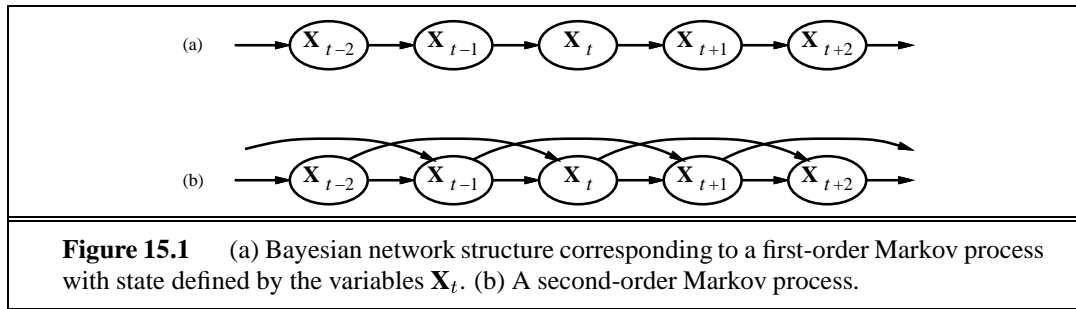 (a) X t−2 X t−1 X t X t+1 X t+2
(b) X t−2 X t−1 X t X t+1 X t+2
Figure 15.1 (a) Bayesian network structure corresponding to a first-order Markov process
with state defined by the variables Xt. (b) A second-order Markov process.